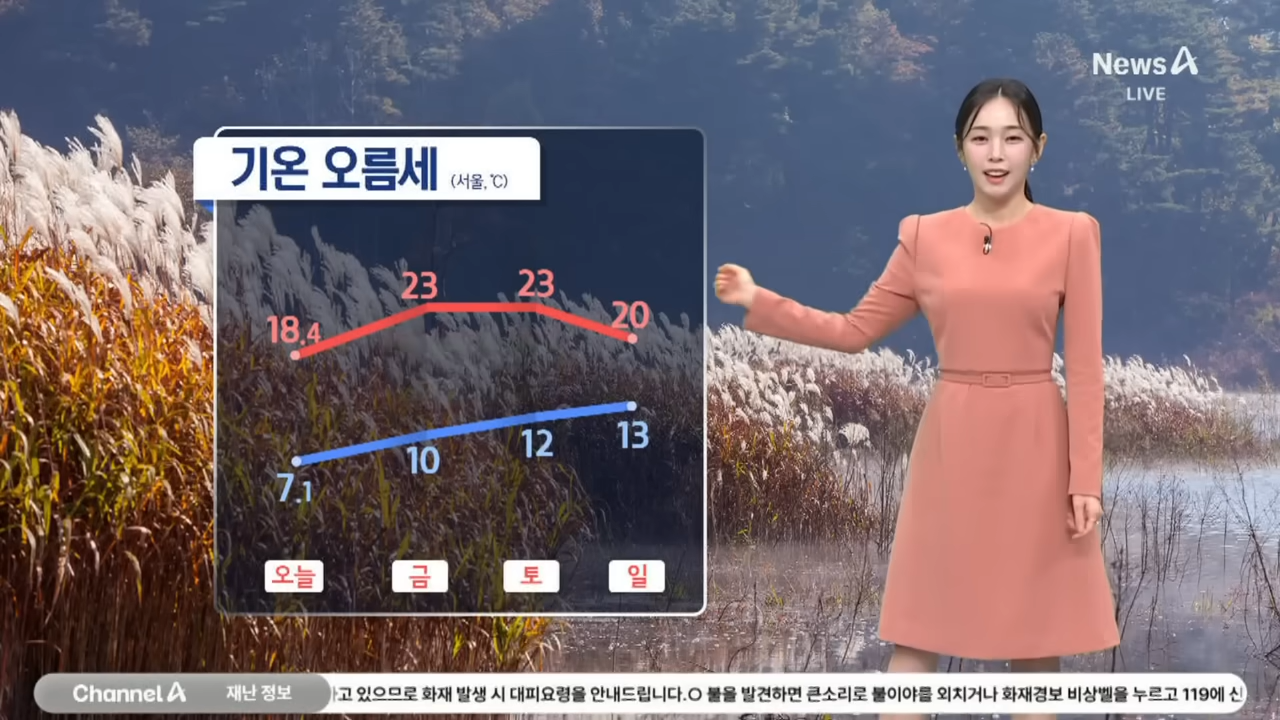 News A
LIVE
기온 오름세 (서울, ℃)
18.4 23 23 20
7.1 10 12 13
오늘 금 토 일
Channel A 재난 정보 고 있으므로 화재 발생 시 대피요령을 안내드립니다.O 불을 발견하면 큰소리로 불이야를 외치거나 화재경보 비상벨을 누르고 119에